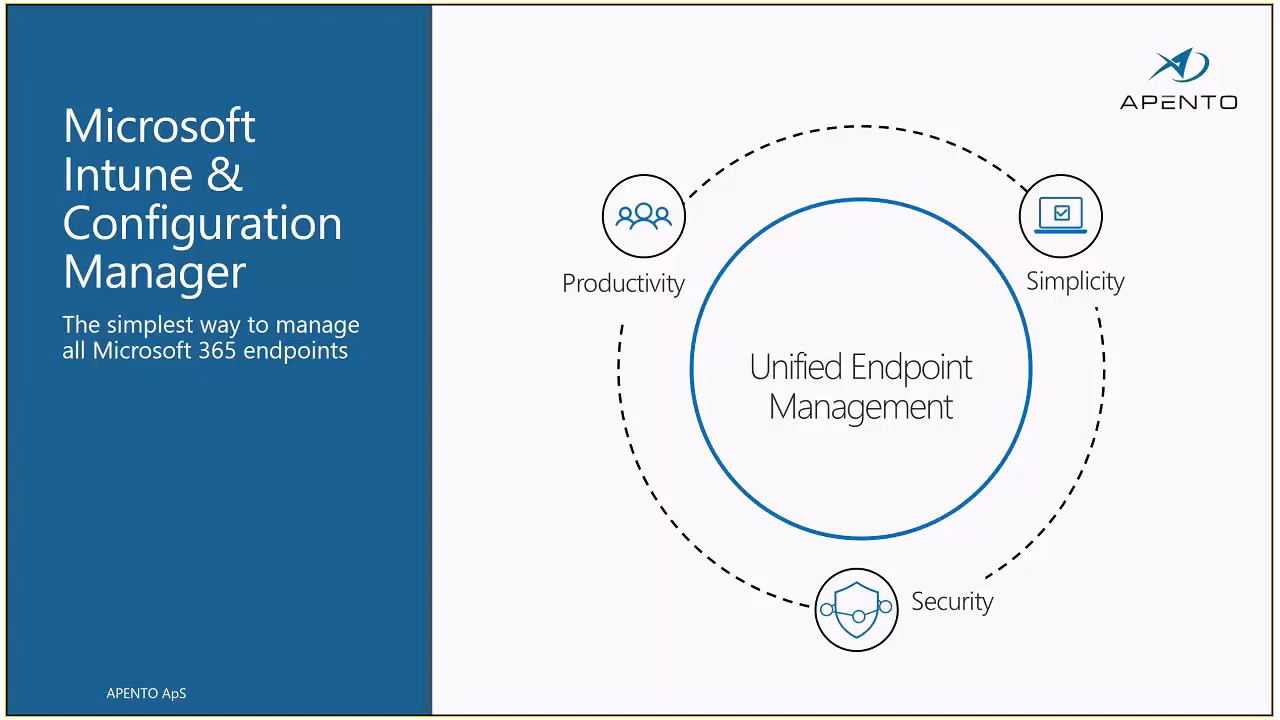 Microsoft
Intune &
Configuration
Manager
The simplest way to manage
all Microsoft 365 endpoints
APENTO ApS
APENTO
Productivity
Simplicity
Unified Endpoint
Management
Security